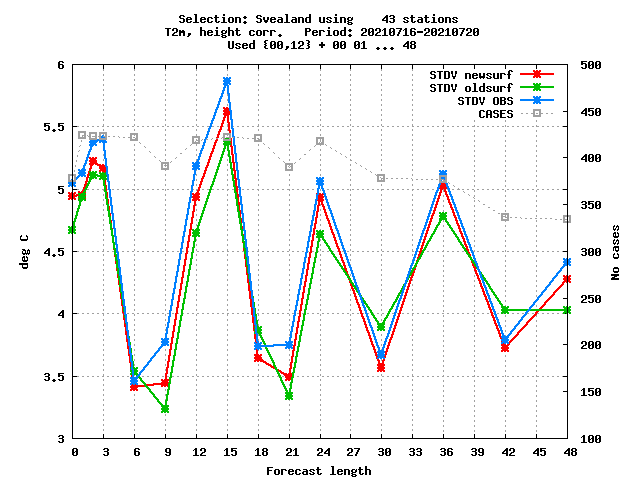 Selection: Svealand using    43 stations
T2m, height corr.   Period: 20210716-20210720
Used {00,12} + 00 01 ... 48
STDV newsurf
STDV oldsurf
STDV OBS
CASES
6
5.5
5
4.5
4
3.5
3
deg C
500
450
400
350
300
250
200
150
100
No cases
0 3 6 9 12 15 18 21 24 27 30 33 36 39 42 45 48
Forecast length